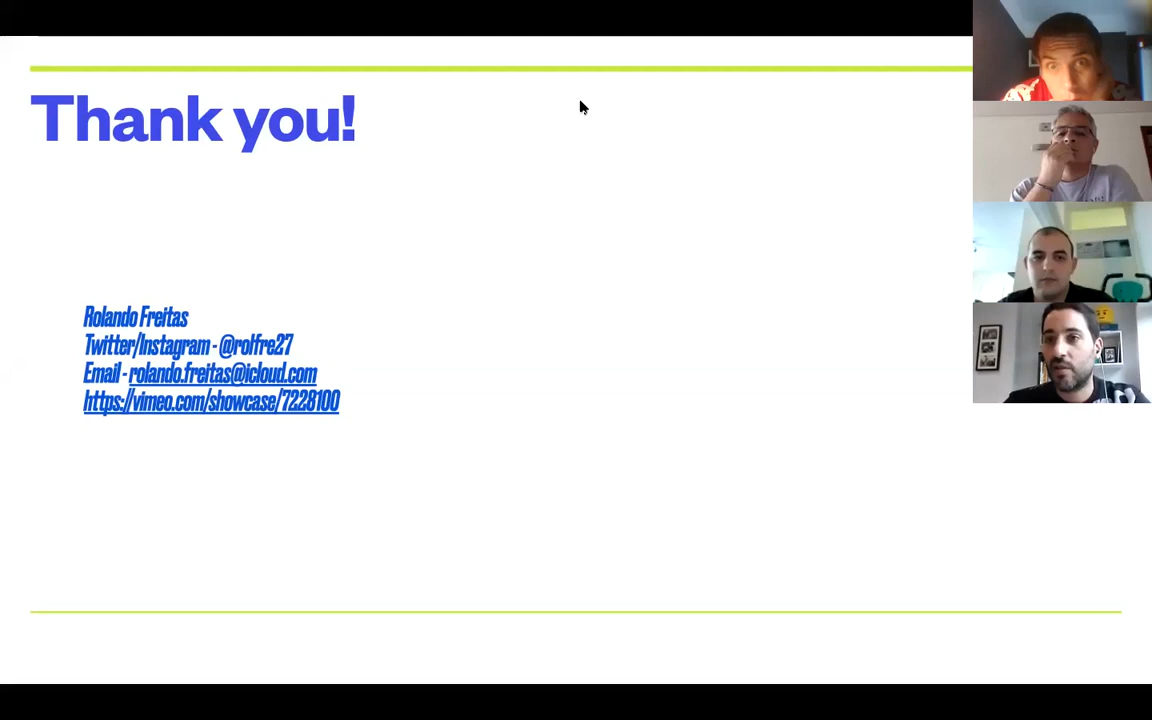 Thank you!
Rolando Freitas
Twitter/Instagram - @rolfre27
Email - rolando.freitas@icloud.com
https://vimeo.com/showcase/7228100